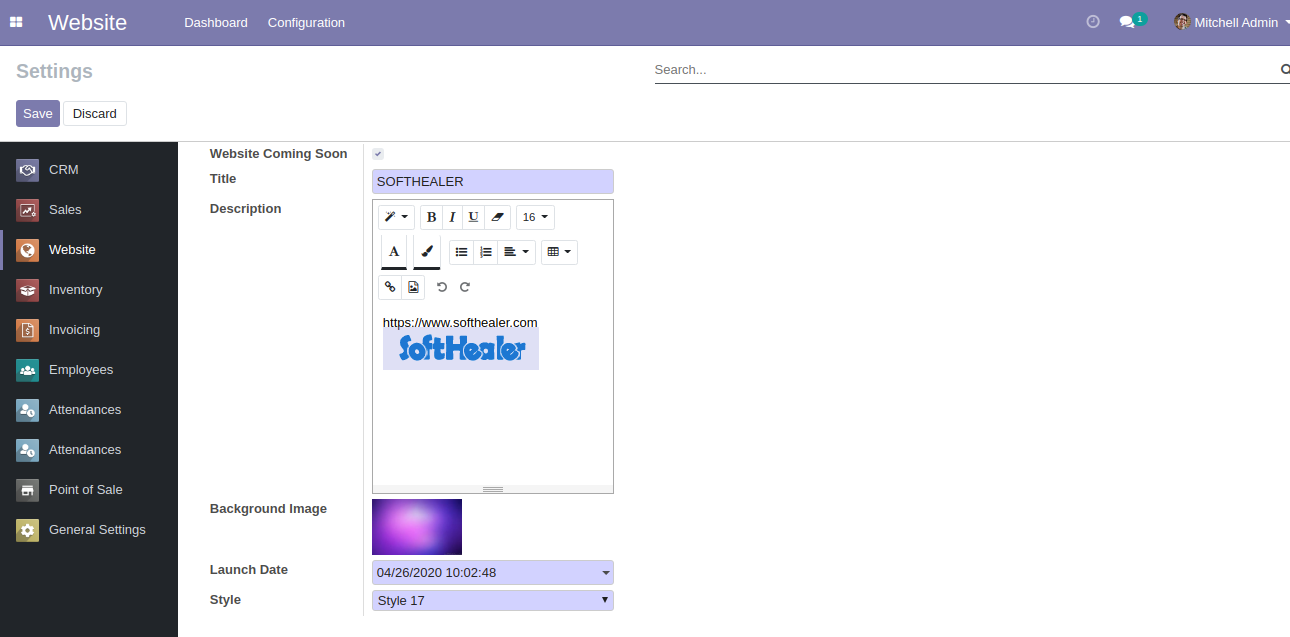 Website Dashboard Configuration 1 Mitchell Admin
Settings Search...
Save Discard
CRM
Sales
Website
Inventory
Invoicing
Employees
Attendances
Attendances
Point of Sale
General Settings
Website Coming Soon
Title SOFTHEALER
Description
B I U 16
A
https://www.softhealer.com
SoftHealer
Background Image
Launch Date 04/26/2020 10:02:48
Style Style 17